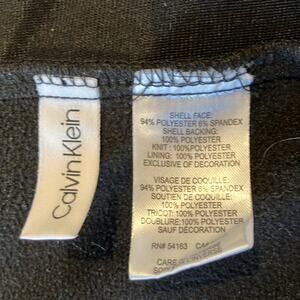 Calvin Klein
SHELL FACE:
94% POLYESTER 6% SPANDEX
SHELL BACKING:
100% POLYESTER
KNIT : 100%POLYESTER
LINING: 100% POLYESTER
EXCLUSIVE OF DECORATION
VISAGE DE COQUILLE:
94% POLYESTER 6% SPANDEX
SOUTIEN DE COQUILLE:
100% POLYESTER
TRICOT: 100% POLYESTER
DOUBLURE:100% POLYESTER
SAUF DÉCORATION
RN# 54163